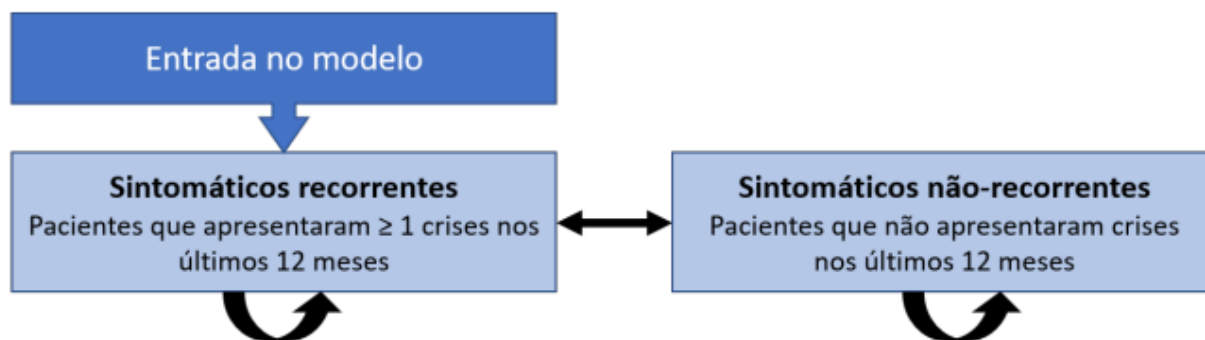 Entrada no modelo
Sintomáticos recorrentes
Pacientes que apresentaram ≥ 1 crises nos
últimos 12 meses
Sintomáticos não-recorrentes
Pacientes que não apresentaram crises
nos últimos 12 meses